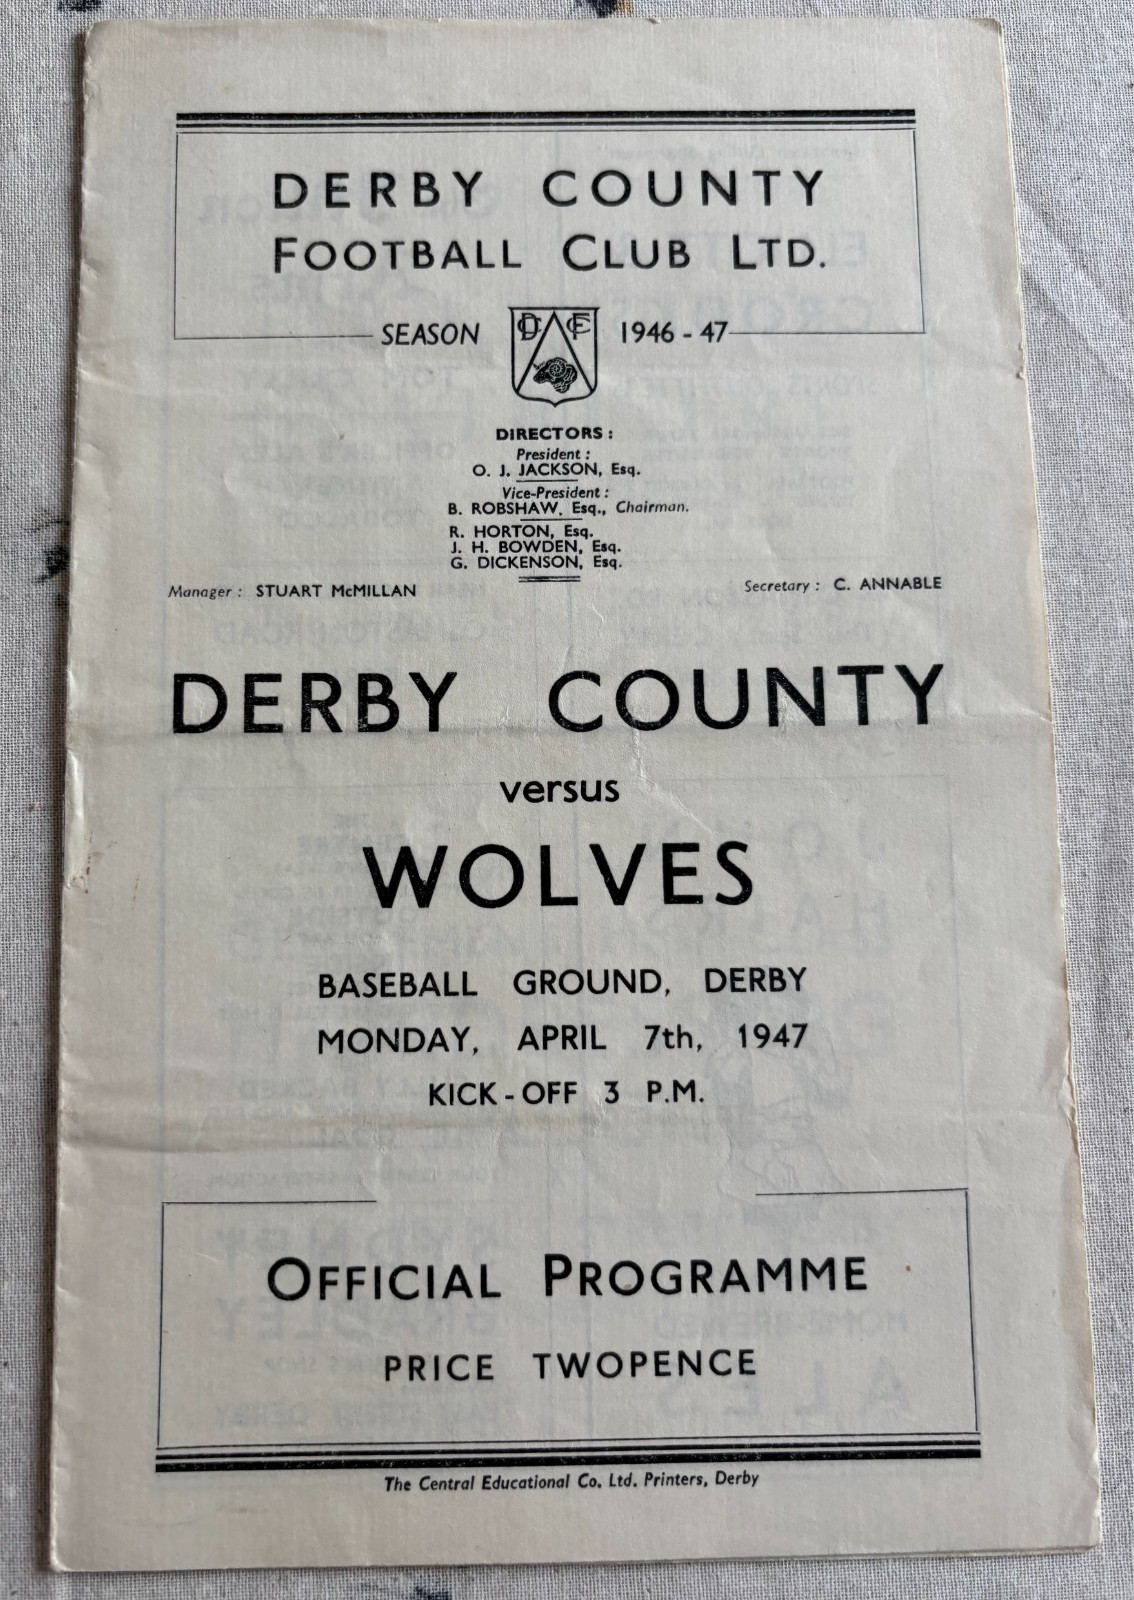 DERBY COUNTY
FOOTBALL CLUB LTD.
SEASON DCFC 1946 - 47
DIRECTORS :
President :
O. J. JACKSON, Esq.
Vice-President :
B. ROBSHAW, Esq., Chairman.
R. HORTON, Esq.
J. H. BOWDEN, Esq.
G. DICKENSON, Esq.
Manager : STUART McMILLAN Secretary : C. ANNABLE
DERBY COUNTY
versus
WOLVES
BASEBALL GROUND, DERBY
MONDAY, APRIL 7th, 1947
KICK-OFF 3 P.M.
OFFICIAL PROGRAMME
PRICE TWOPENCE
The Central Educational Co. Ltd. Printers, Derby